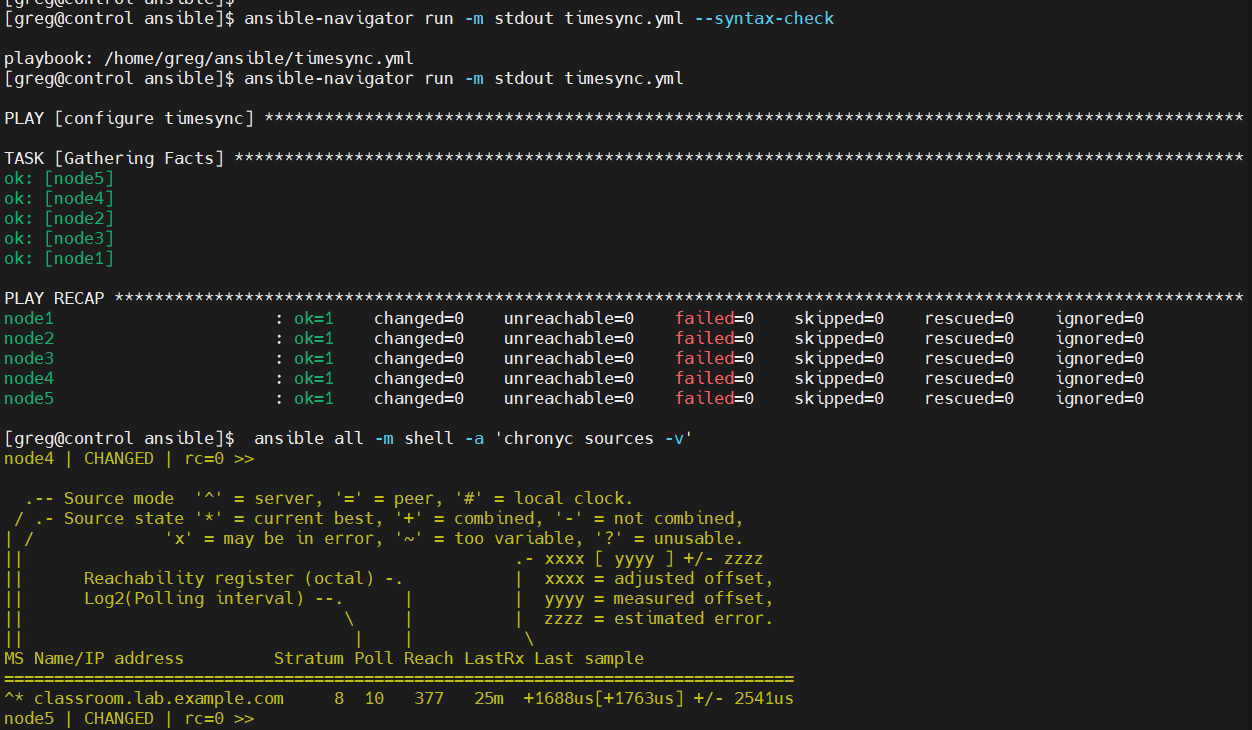 [greg@control ansible]$
[greg@control ansible]$ ansible-navigator run -m stdout timesync.yml --syntax-check
playbook: /home/greg/ansible/timesync.yml
[greg@control ansible]$ ansible-navigator run -m stdout timesync.yml
PLAY [configure timesync] **************************************************************************************************
TASK [Gathering Facts] *****************************************************************************************************
ok: [node5]
ok: [node4]
ok: [node2]
ok: [node3]
ok: [node1]
PLAY RECAP *****************************************************************************************************************
node1                      : ok=1    changed=0    unreachable=0    failed=0    skipped=0    rescued=0    ignored=0
node2                      : ok=1    changed=0    unreachable=0    failed=0    skipped=0    rescued=0    ignored=0
node3                      : ok=1    changed=0    unreachable=0    failed=0    skipped=0    rescued=0    ignored=0
node4                      : ok=1    changed=0    unreachable=0    failed=0    skipped=0    rescued=0    ignored=0
node5                      : ok=1    changed=0    unreachable=0    failed=0    skipped=0    rescued=0    ignored=0
[greg@control ansible]$  ansible all -m shell -a 'chronyc sources -v'
node4 | CHANGED | rc=0 >>
  .-- Source mode  '^' = server, '=' = peer, '#' = local clock.
 / .- Source state '*' = current best, '+' = combined, '-' = not combined,
| /             'x' = may be in error, '~' = too variable, '?' = unusable.
||                                                 .- xxxx [ yyyy ] +/- zzzz
||      Reachability register (octal) -.           |  xxxx = adjusted offset,
||      Log2(Polling interval) --.      |          |  yyyy = measured offset,
||                                \     |          |  zzzz = estimated error.
||                                 |    |           \
MS Name/IP address         Stratum Poll Reach LastRx Last sample
===============================================================================
^* classroom.lab.example.com     8  10   377   25m  +1688us[+1763us] +/- 2541us
node5 | CHANGED | rc=0 >>